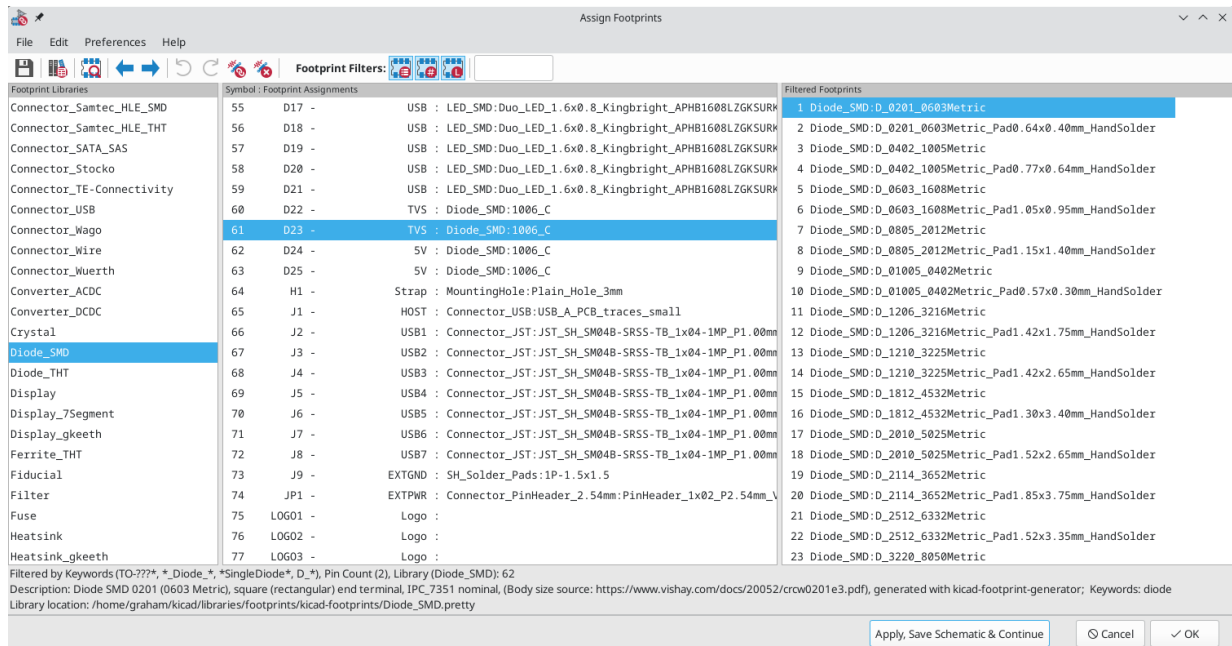 Assign Footprints
File Edit Preferences Help
Footprint Filters:
Footprint Libraries
Connector_Samtec_HLE_SMD
Connector_Samtec_HLE_THT
Connector_SATA_SAS
Connector_Stocko
Connector_TE-Connectivity
Connector_USB
Connector_Wago
Connector_Wire
Connector_Wuerth
Converter_ACDC
Converter_DCDC
Crystal
Diode_SMD
Diode_THT
Display
Display_7Segment
Display_gkeeth
Ferrite_THT
Fiducial
Filter
Fuse
Heatsink
Heatsink_gkeeth
Symbol : Footprint Assignments
55 D17 - USB : LED_SMD:Duo_LED_1.6x0.8_Kingbright_APHB1608LZGKSURK
56 D18 - USB : LED_SMD:Duo_LED_1.6x0.8_Kingbright_APHB1608LZGKSURK
57 D19 - USB : LED_SMD:Duo_LED_1.6x0.8_Kingbright_APHB1608LZGKSURK
58 D20 - USB : LED_SMD:Duo_LED_1.6x0.8_Kingbright_APHB1608LZGKSURK
59 D21 - USB : LED_SMD:Duo_LED_1.6x0.8_Kingbright_APHB1608LZGKSURK
60 D22 - TVS : Diode_SMD:1006_C
61 D23 - TVS : Diode_SMD:1006_C
62 D24 - 5V : Diode_SMD:1006_C
63 D25 - 5V : Diode_SMD:1006_C
64 H1 - Strap : MountingHole:Plain_Hole_3mm
65 J1 - HOST : Connector_USB:USB_A_PCB_traces_small
66 J2 - USB1 : Connector_JST:JST_SH_SM04B-SRSS-TB_1x04-1MP_P1.00mm
67 J3 - USB2 : Connector_JST:JST_SH_SM04B-SRSS-TB_1x04-1MP_P1.00mm
68 J4 - USB3 : Connector_JST:JST_SH_SM04B-SRSS-TB_1x04-1MP_P1.00mm
69 J5 - USB4 : Connector_JST:JST_SH_SM04B-SRSS-TB_1x04-1MP_P1.00mm
70 J6 - USB5 : Connector_JST:JST_SH_SM04B-SRSS-TB_1x04-1MP_P1.00mm
71 J7 - USB6 : Connector_JST:JST_SH_SM04B-SRSS-TB_1x04-1MP_P1.00mm
72 J8 - USB7 : Connector_JST:JST_SH_SM04B-SRSS-TB_1x04-1MP_P1.00mm
73 J9 - EXTGND : SH_Solder_Pads:1P-1.5x1.5
74 JP1 - EXTPWR : Connector_PinHeader_2.54mm:PinHeader_1x02_P2.54mm_V
75 LOGO1 - Logo :
76 LOGO2 - Logo :
77 LOGO3 - Logo :
Filtered Footprints
1 Diode_SMD:D_0201_0603Metric
2 Diode_SMD:D_0201_0603Metric_Pad0.64x0.40mm_HandSolder
3 Diode_SMD:D_0402_1005Metric
4 Diode_SMD:D_0402_1005Metric_Pad0.77x0.64mm_HandSolder
5 Diode_SMD:D_0603_1608Metric
6 Diode_SMD:D_0603_1608Metric_Pad1.05x0.95mm_HandSolder
7 Diode_SMD:D_0805_2012Metric
8 Diode_SMD:D_0805_2012Metric_Pad1.15x1.40mm_HandSolder
9 Diode_SMD:D_01005_0402Metric
10 Diode_SMD:D_01005_0402Metric_Pad0.57x0.30mm_HandSolder
11 Diode_SMD:D_1206_3216Metric
12 Diode_SMD:D_1206_3216Metric_Pad1.42x1.75mm_HandSolder
13 Diode_SMD:D_1210_3225Metric
14 Diode_SMD:D_1210_3225Metric_Pad1.42x2.65mm_HandSolder
15 Diode_SMD:D_1812_4532Metric
16 Diode_SMD:D_1812_4532Metric_Pad1.30x3.40mm_HandSolder
17 Diode_SMD:D_2010_5025Metric
18 Diode_SMD:D_2010_5025Metric_Pad1.52x2.65mm_HandSolder
19 Diode_SMD:D_2114_3652Metric
20 Diode_SMD:D_2114_3652Metric_Pad1.85x3.75mm_HandSolder
21 Diode_SMD:D_2512_6332Metric
22 Diode_SMD:D_2512_6332Metric_Pad1.52x3.35mm_HandSolder
23 Diode_SMD:D_3220_8050Metric
Filtered by Keywords (TO-???*, *_Diode_*, *SingleDiode*, D_*), Pin Count (2), Library (Diode_SMD): 62
Description: Diode SMD 0201 (0603 Metric), square (rectangular) end terminal, IPC_7351 nominal, (Body size source: https://www.vishay.com/docs/20052/crcw0201e3.pdf), generated with kicad-footprint-generator; Keywords: diode
Library location: /home/graham/kicad/libraries/footprints/kicad-footprints/Diode_SMD.pretty
Apply, Save Schematic & Continue
Cancel
OK